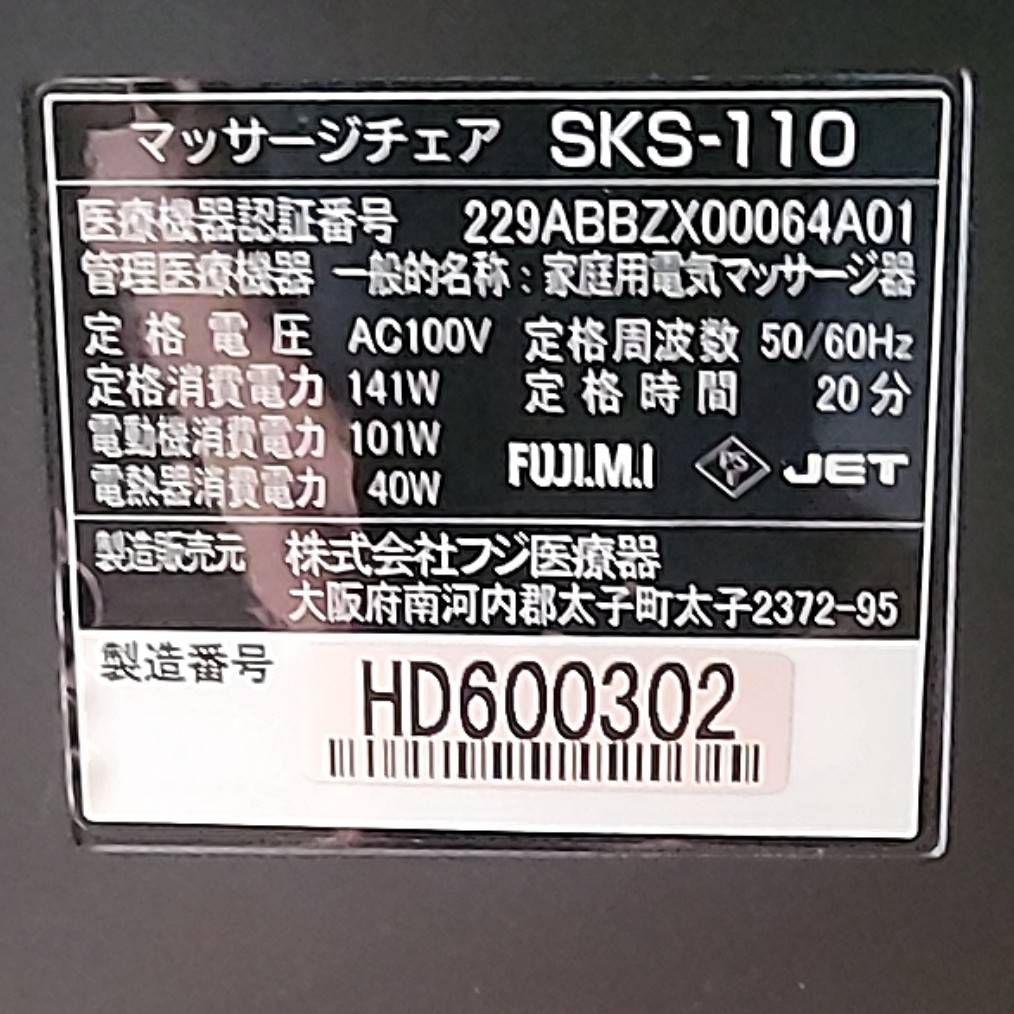 マッサージチェア SKS-110
医療機器認証番号 229ABBZX00064A01
管理医療機器 一般的名称：家庭用電気マッサージ器
定格電圧 AC100V 定格周波数 50/60Hz
定格消費電力 141W 定格時間 20分
電動機消費電力 101W
電熱器消費電力 40W
FUJI.M.I PS JET
製造販売元 株式会社フジ医療器
大阪府南河内郡太子町太子2372-95
製造番号
HD600302